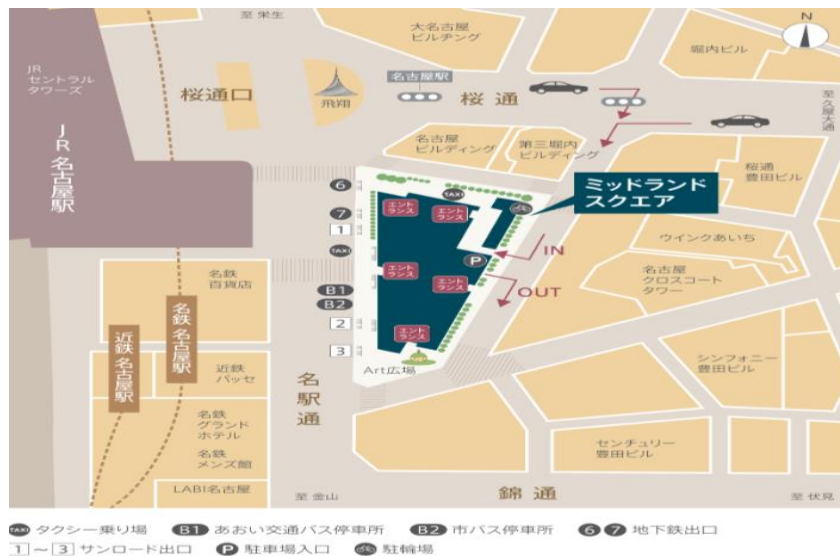 至 栄生
N
大名古屋
ビルヂング
堀内ビル
JR
セントラル
タワーズ
桜通口
飛翔
名古屋駅
桜 通
至 久屋大通
JR名古屋駅
名古屋
ビルディング
第三堀内
ビルディング
桜通
豊田ビル
ミッドランド
スクエア
6
TAXI
7
エント
ランス
エント
ランス
1
ウインクあいち
TAXI
P
IN
名鉄
百貨店
エント
ランス
エント
ランス
名古屋
クロスコート
タワー
B1
OUT
B2
名鉄 名古屋駅
近鉄 名古屋駅
2
エント
ランス
3
近鉄
パッセ
名駅通
Art広場
シンフォニー
豊田ビル
名鉄
グランド
ホテル
名鉄
メンズ館
センチュリー
豊田ビル
LABI名古屋
至 金山
錦 通
至 伏見
TAXI タクシー乗り場 B1 あおい交通バス停車所 B2 市バス停車所 6 7 地下鉄出口
1 ~ 3 サンロード出口 P 駐車場入口 駐輪場